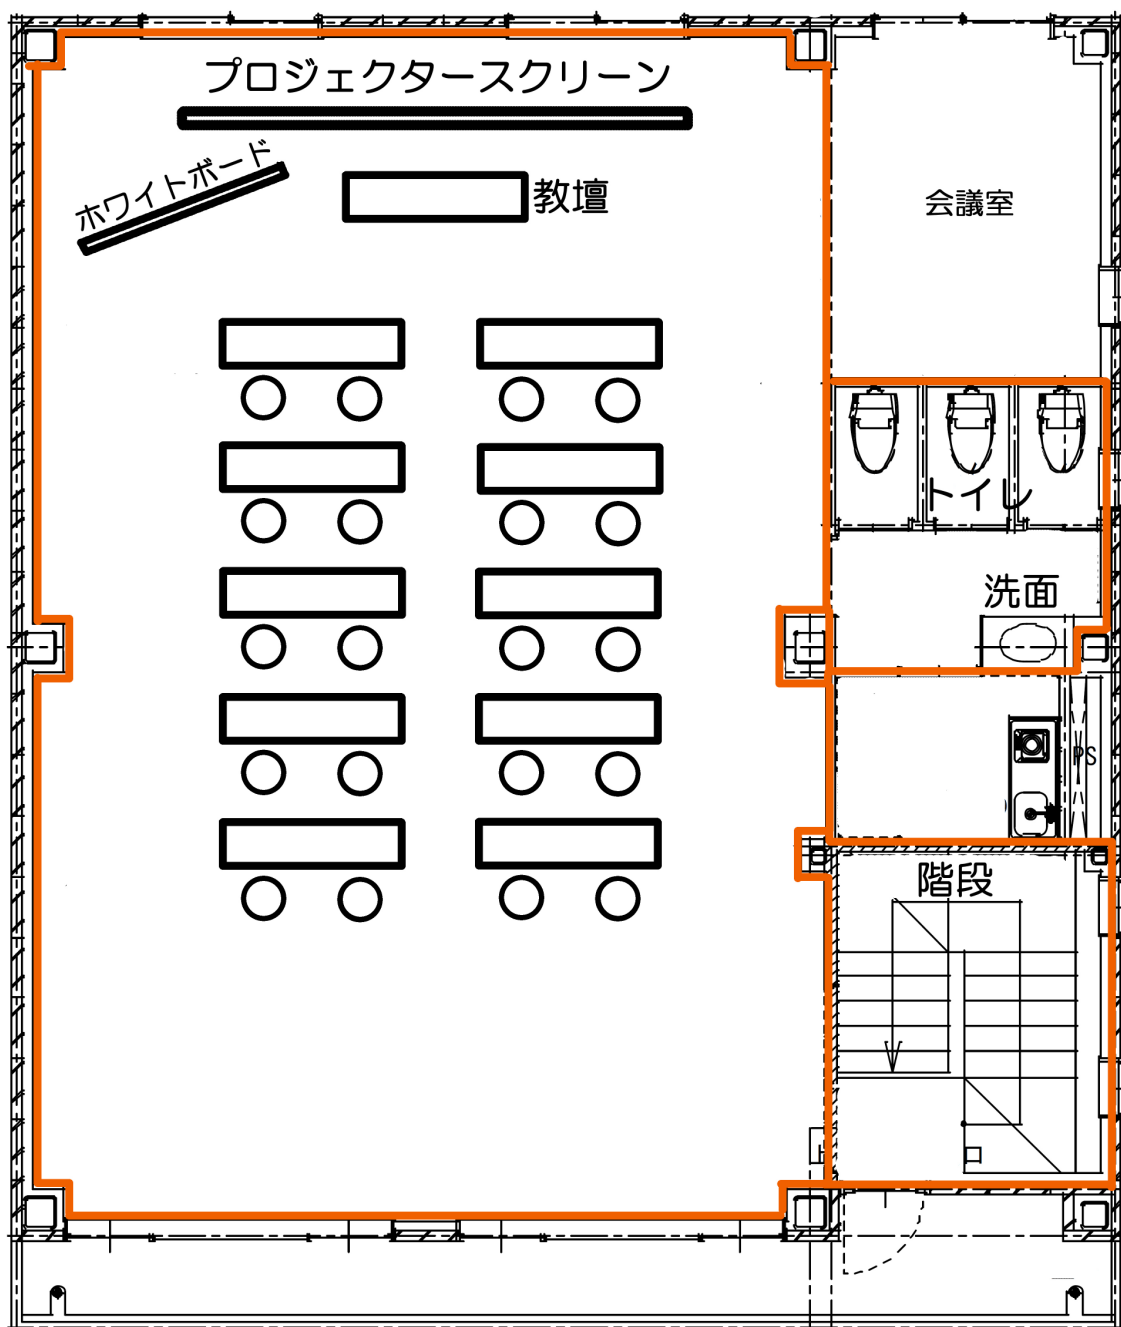 プロジェクタースクリーン
ホワイトボード
教壇
会議室
トイレ
洗面
PS
階段